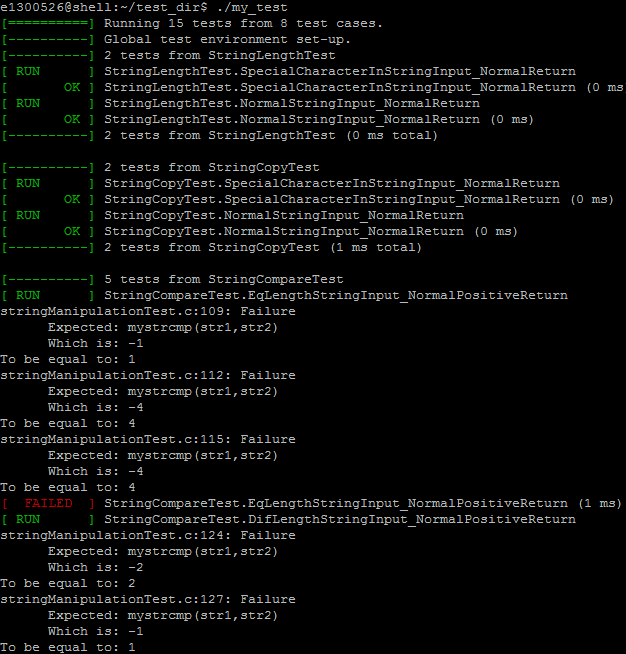 e1300526@shell:~/test_dir$ ./my_test
[==========] Running 15 tests from 8 test cases.
[----------] Global test environment set-up.
[----------] 2 tests from StringLengthTest
[ RUN      ] StringLengthTest.SpecialCharacterInStringInput_NormalReturn
[       OK ] StringLengthTest.SpecialCharacterInStringInput_NormalReturn (0 ms
[ RUN      ] StringLengthTest.NormalStringInput_NormalReturn
[       OK ] StringLengthTest.NormalStringInput_NormalReturn (0 ms)
[----------] 2 tests from StringLengthTest (0 ms total)

[----------] 2 tests from StringCopyTest
[ RUN      ] StringCopyTest.SpecialCharacterInStringInput_NormalReturn
[       OK ] StringCopyTest.SpecialCharacterInStringInput_NormalReturn (0 ms)
[ RUN      ] StringCopyTest.NormalStringInput_NormalReturn
[       OK ] StringCopyTest.NormalStringInput_NormalReturn (0 ms)
[----------] 2 tests from StringCopyTest (1 ms total)

[----------] 5 tests from StringCompareTest
[ RUN      ] StringCompareTest.EqLengthStringInput_NormalPositiveReturn
stringManipulationTest.c:109: Failure
      Expected: mystrcmp(str1,str2)
      Which is: -1
To be equal to: 1
stringManipulationTest.c:112: Failure
      Expected: mystrcmp(str1,str2)
      Which is: -4
To be equal to: 4
stringManipulationTest.c:115: Failure
      Expected: mystrcmp(str1,str2)
      Which is: -4
To be equal to: 4
[  FAILED  ] StringCompareTest.EqLengthStringInput_NormalPositiveReturn (1 ms)
[ RUN      ] StringCompareTest.DifLengthStringInput_NormalPositiveReturn
stringManipulationTest.c:124: Failure
      Expected: mystrcmp(str1,str2)
      Which is: -2
To be equal to: 2
stringManipulationTest.c:127: Failure
      Expected: mystrcmp(str1,str2)
      Which is: -1
To be equal to: 1